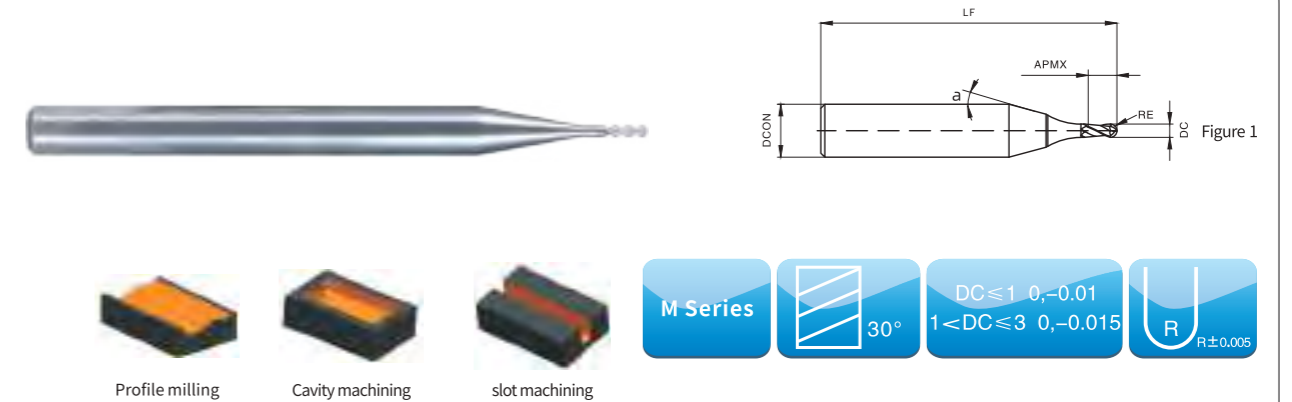 LF
APMX
a
RE
DCON
DC
Figure 1
M Series
30°
DC≤1 0,-0.01
1<DC≤3 0,-0.015
R
R±0.005
Profile milling
Cavity machining
slot machining